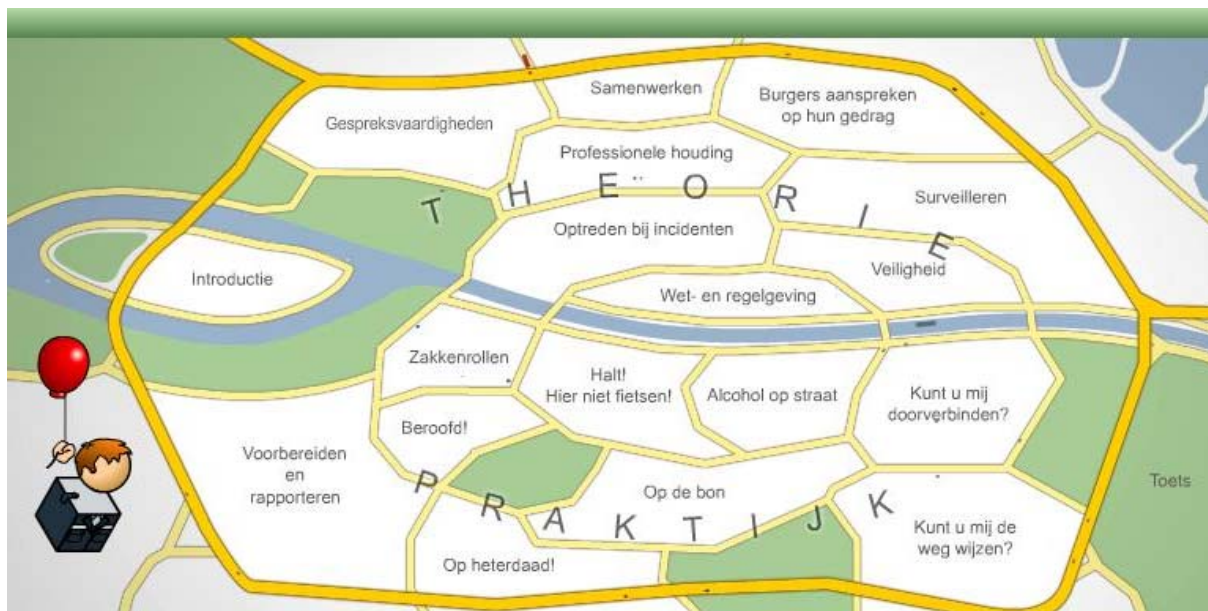 Samenwerken
Burgers aanspreken
op hun gedrag
Gespreksvaardigheden
Professionele houding
THEORIE
Surveilleren
Optreden bij incidenten
Veiligheid
Introductie
Wet- en regelgeving
Zakkenrollen
Halt!
Hier niet fietsen!
Alcohol op straat
Kunt u mij
doorverbinden?
Beroofd!
Voorbereiden
en
rapporteren
Toets
Op de bon
PRAKTIJK
Kunt u mij de
weg wijzen?
Op heterdaad!